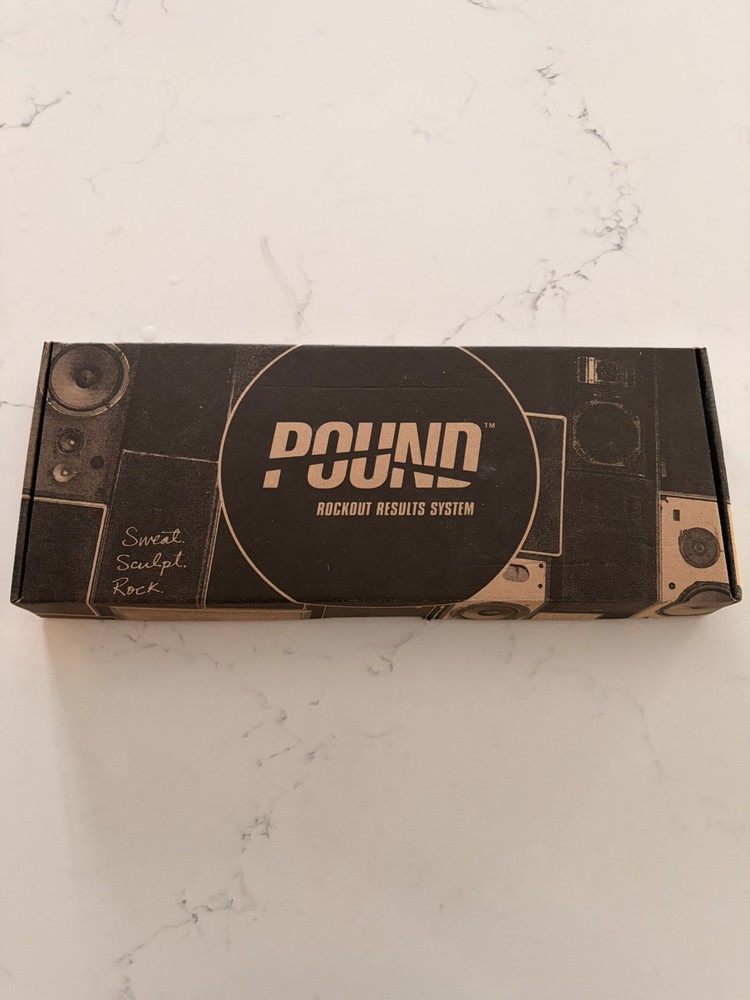 POUND™
ROCKOUT RESULTS SYSTEM
Sweat.
Sculpt.
Rock.